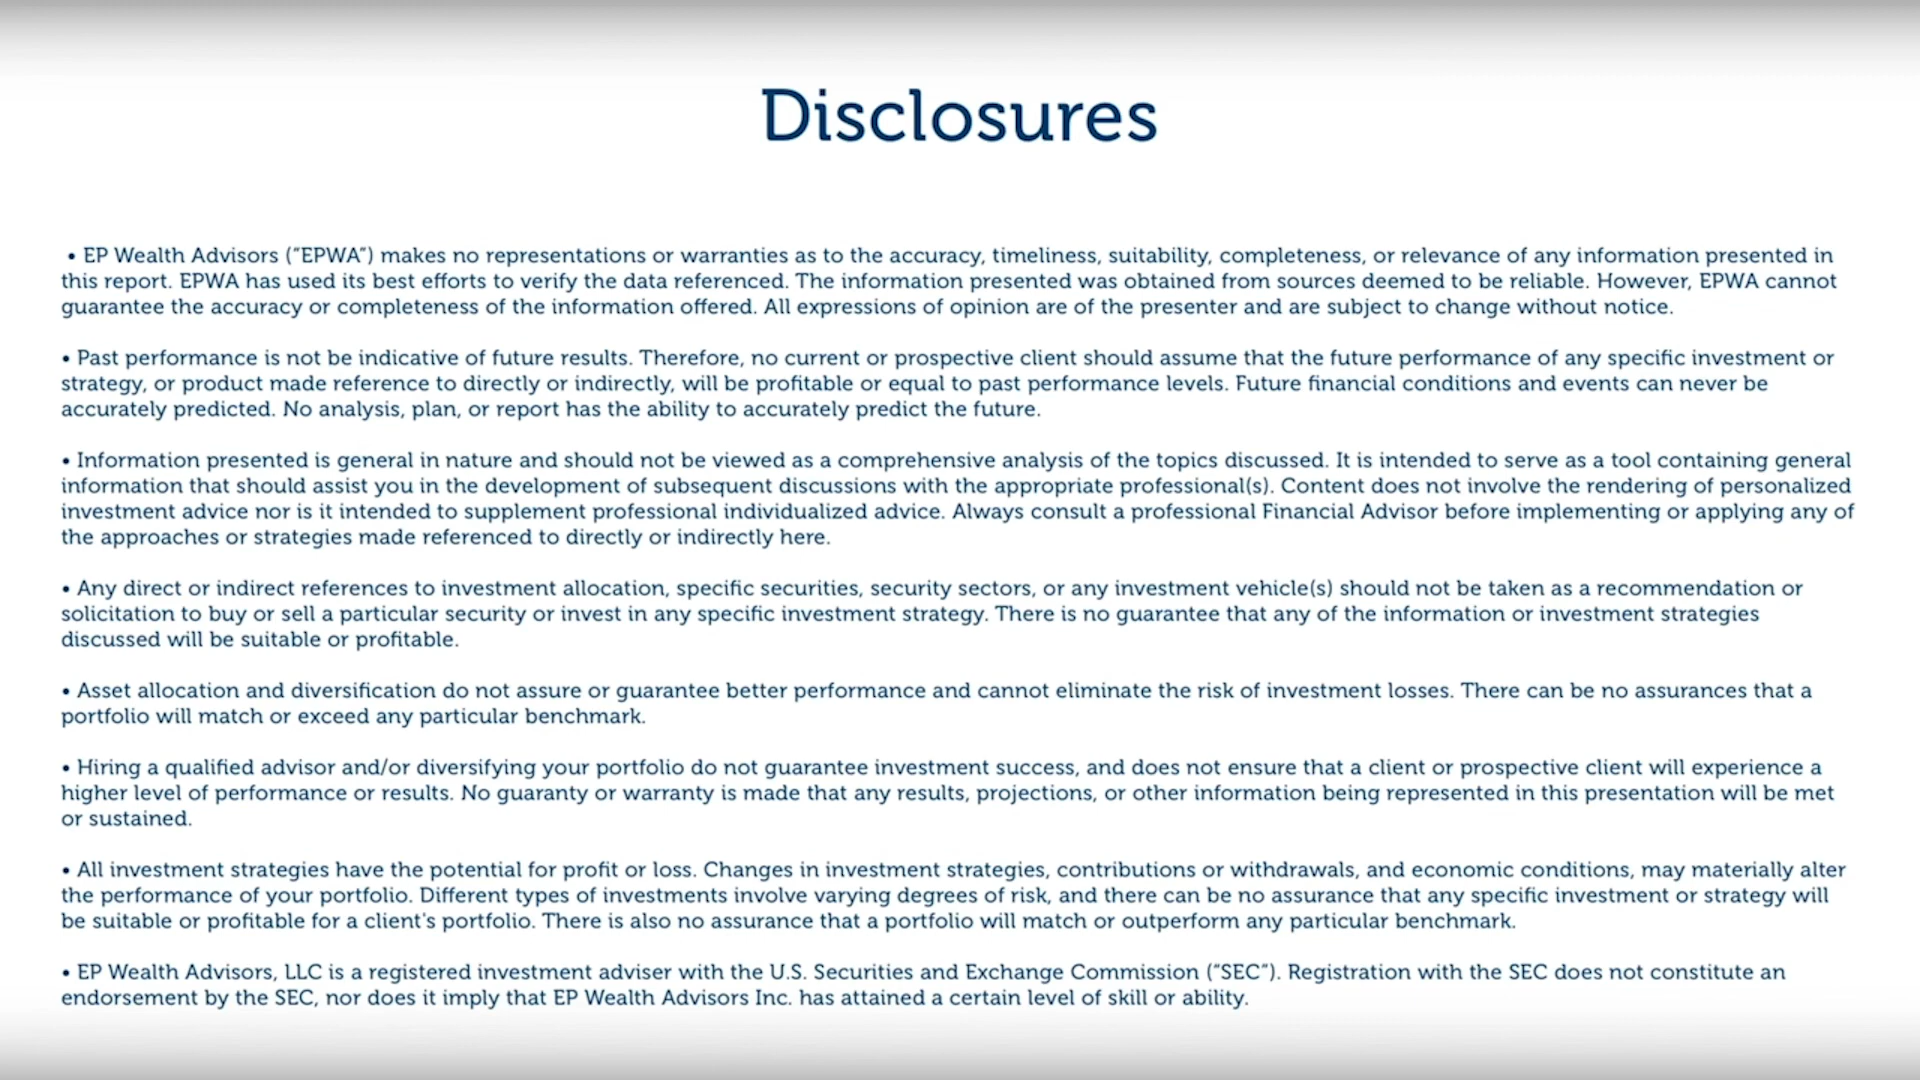 Disclosures
• EP Wealth Advisors ("EPWA") makes no representations or warranties as to the accuracy, timeliness, suitability, completeness, or relevance of any information presented in
this report. EPWA has used its best efforts to verify the data referenced. The information presented was obtained from sources deemed to be reliable. However, EPWA cannot
guarantee the accuracy or completeness of the information offered. All expressions of opinion are of the presenter and are subject to change without notice.
• Past performance is not be indicative of future results. Therefore, no current or prospective client should assume that the future performance of any specific investment or
strategy, or product made reference to directly or indirectly, will be profitable or equal to past performance levels. Future financial conditions and events can never be
accurately predicted. No analysis, plan, or report has the ability to accurately predict the future.
• Information presented is general in nature and should not be viewed as a comprehensive analysis of the topics discussed. It is intended to serve as a tool containing general
information that should assist you in the development of subsequent discussions with the appropriate professional(s). Content does not involve the rendering of personalized
investment advice nor is it intended to supplement professional individualized advice. Always consult a professional Financial Advisor before implementing or applying any of
the approaches or strategies made referenced to directly or indirectly here.
• Any direct or indirect references to investment allocation, specific securities, security sectors, or any investment vehicle(s) should not be taken as a recommendation or
solicitation to buy or sell a particular security or invest in any specific investment strategy. There is no guarantee that any of the information or investment strategies
discussed will be suitable or profitable.
• Asset allocation and diversification do not assure or guarantee better performance and cannot eliminate the risk of investment losses. There can be no assurances that a
portfolio will match or exceed any particular benchmark.
• Hiring a qualified advisor and/or diversifying your portfolio do not guarantee investment success, and does not ensure that a client or prospective client will experience a
higher level of performance or results. No guaranty or warranty is made that any results, projections, or other information being represented in this presentation will be met
or sustained.
• All investment strategies have the potential for profit or loss. Changes in investment strategies, contributions or withdrawals, and economic conditions, may materially alter
the performance of your portfolio. Different types of investments involve varying degrees of risk, and there can be no assurance that any specific investment or strategy will
be suitable or profitable for a client's portfolio. There is also no assurance that a portfolio will match or outperform any particular benchmark.
• EP Wealth Advisors, LLC is a registered investment adviser with the U.S. Securities and Exchange Commission ("SEC"). Registration with the SEC does not constitute an
endorsement by the SEC, nor does it imply that EP Wealth Advisors Inc. has attained a certain level of skill or ability.